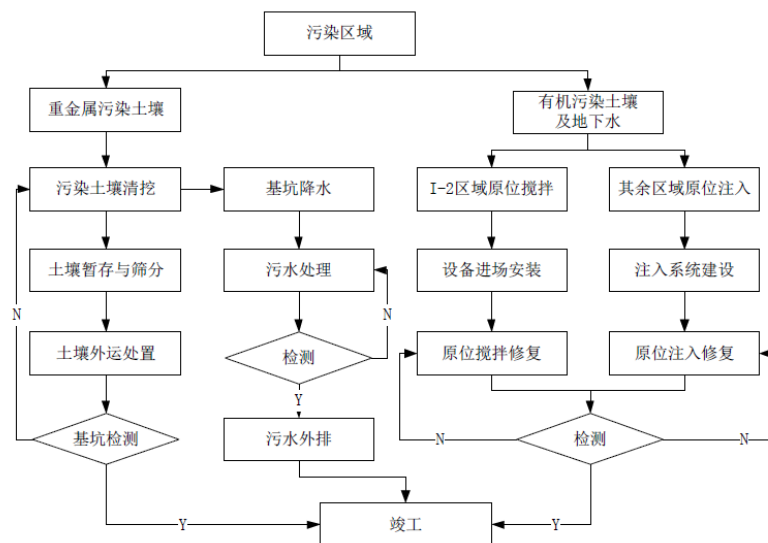 污染区域
重金属污染土壤
有机污染土壤
及地下水
污染土壤清挖
基坑降水
I-2区域原位搅拌
其余区域原位注入
土壤暂存与筛分
污水处理
设备进场安装
注入系统建设
N
N
土壤外运处置
检测
原位搅拌修复
原位注入修复
Y
基坑检测
污水外排
N
检测
N
Y
竣工
Y